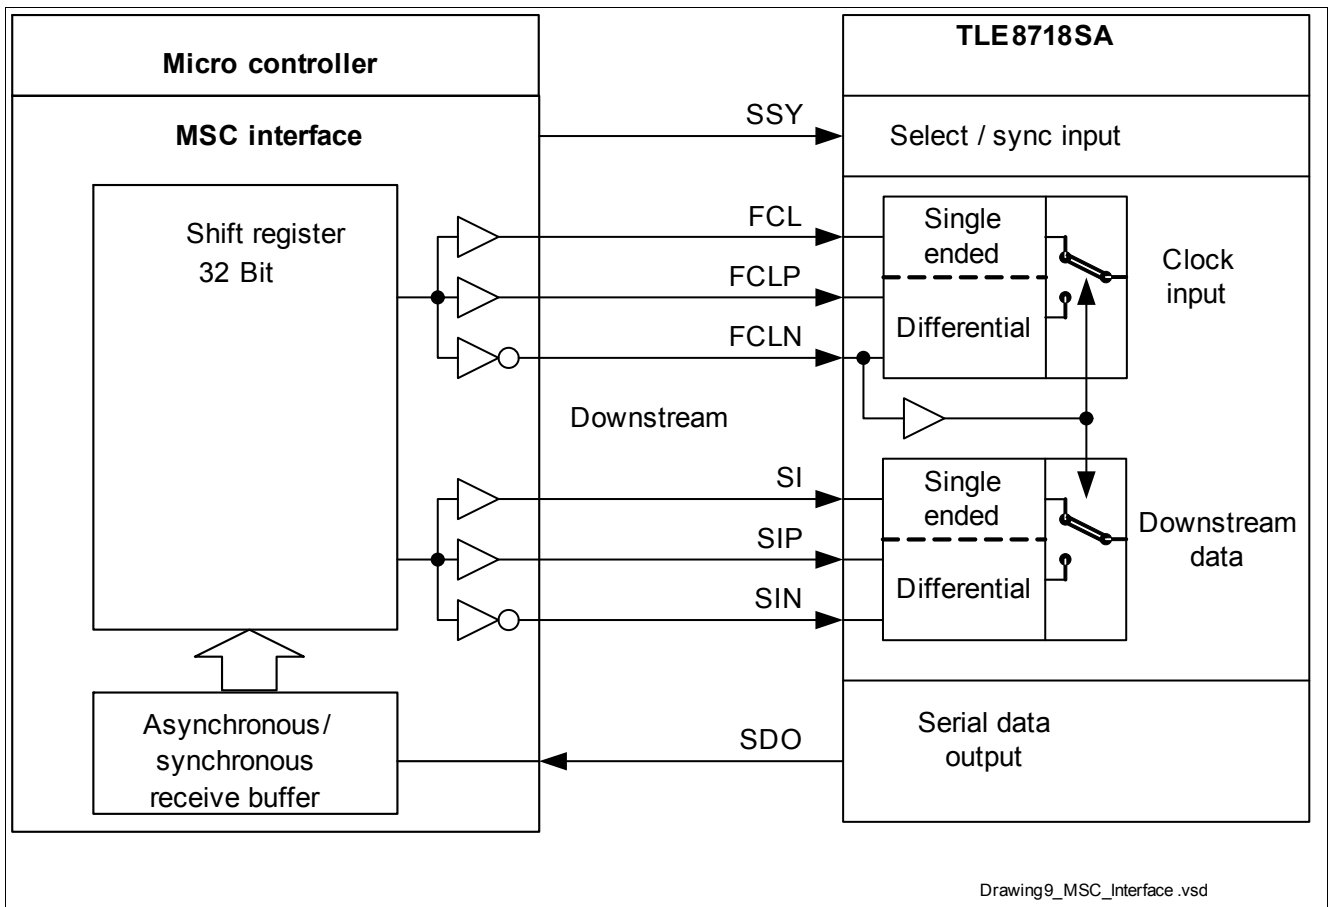 Micro controller
TLE8718SA
MSC interface
SSY
Select / sync input
Shift register
32 Bit
FCL
FCLP
FCLN
Single
ended
Differential
Clock
input
Downstream
SI
SIP
SIN
Single
ended
Differential
Downstream
data
Asynchronous/
synchronous
receive buffer
SDO
Serial data
output
Drawing9_MSC_Interface .vsd